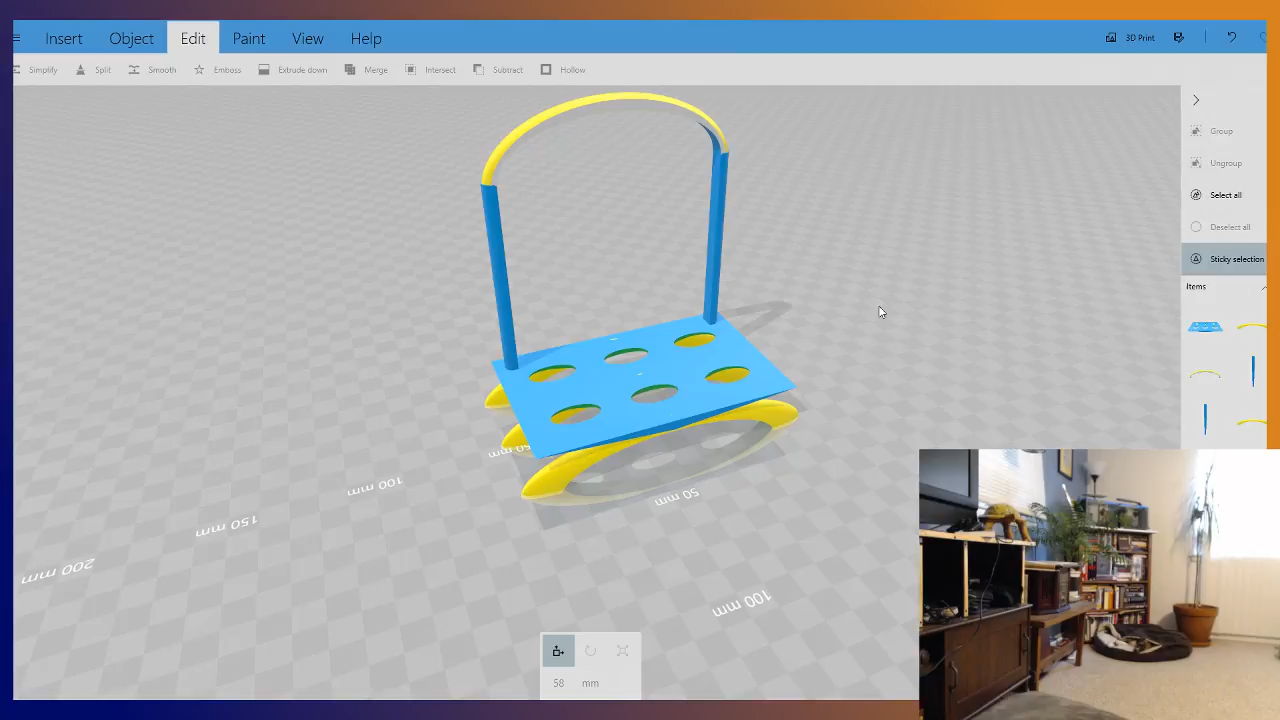 Insert Object Edit Paint View Help 3D Print
Simplify Split Smooth Emboss Extrude down Merge Intersect Subtract Hollow
Group
Ungroup
Select all
Deselect all
Sticky selection
Items
50 mm
100 mm
50 mm
150 mm
200 mm
100 mm
58 mm